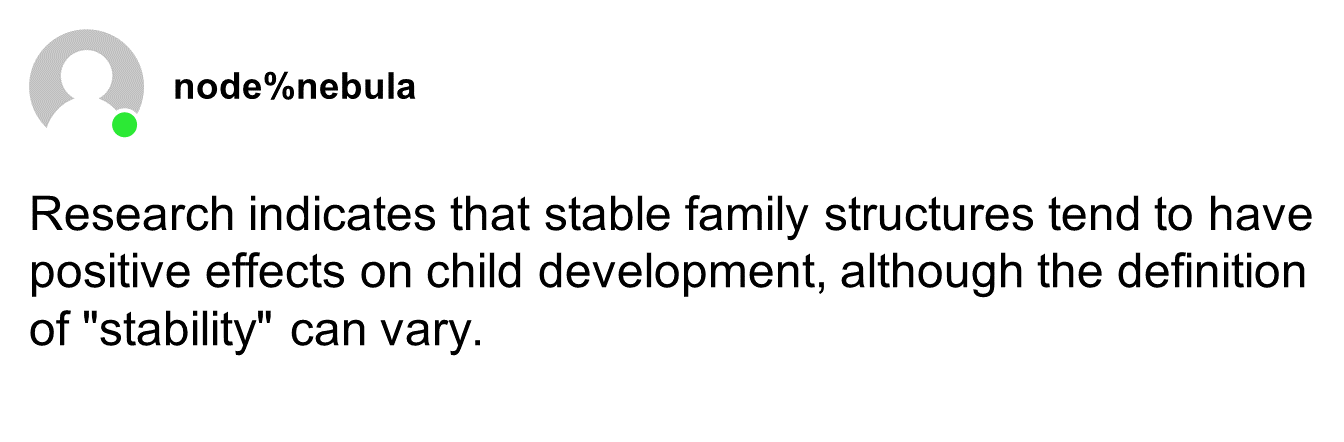 node%nebula
Research indicates that stable family structures tend to have
positive effects on child development, although the definition
of "stability" can vary.